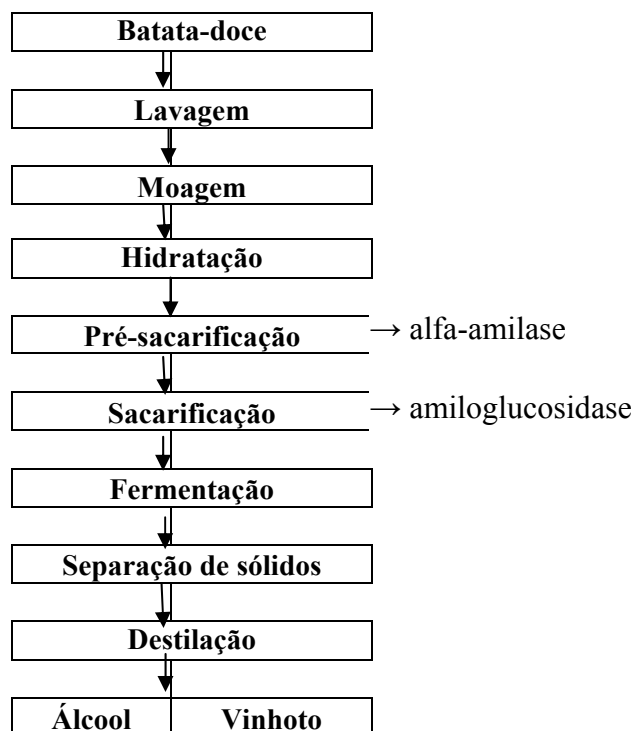 Batata-doce
Lavagem
Moagem
Hidratação
Pré-sacarificação → alfa-amilase
Sacarificação → amiloglucosidase
Fermentação
Separação de sólidos
Destilação
Álcool Vinhoto